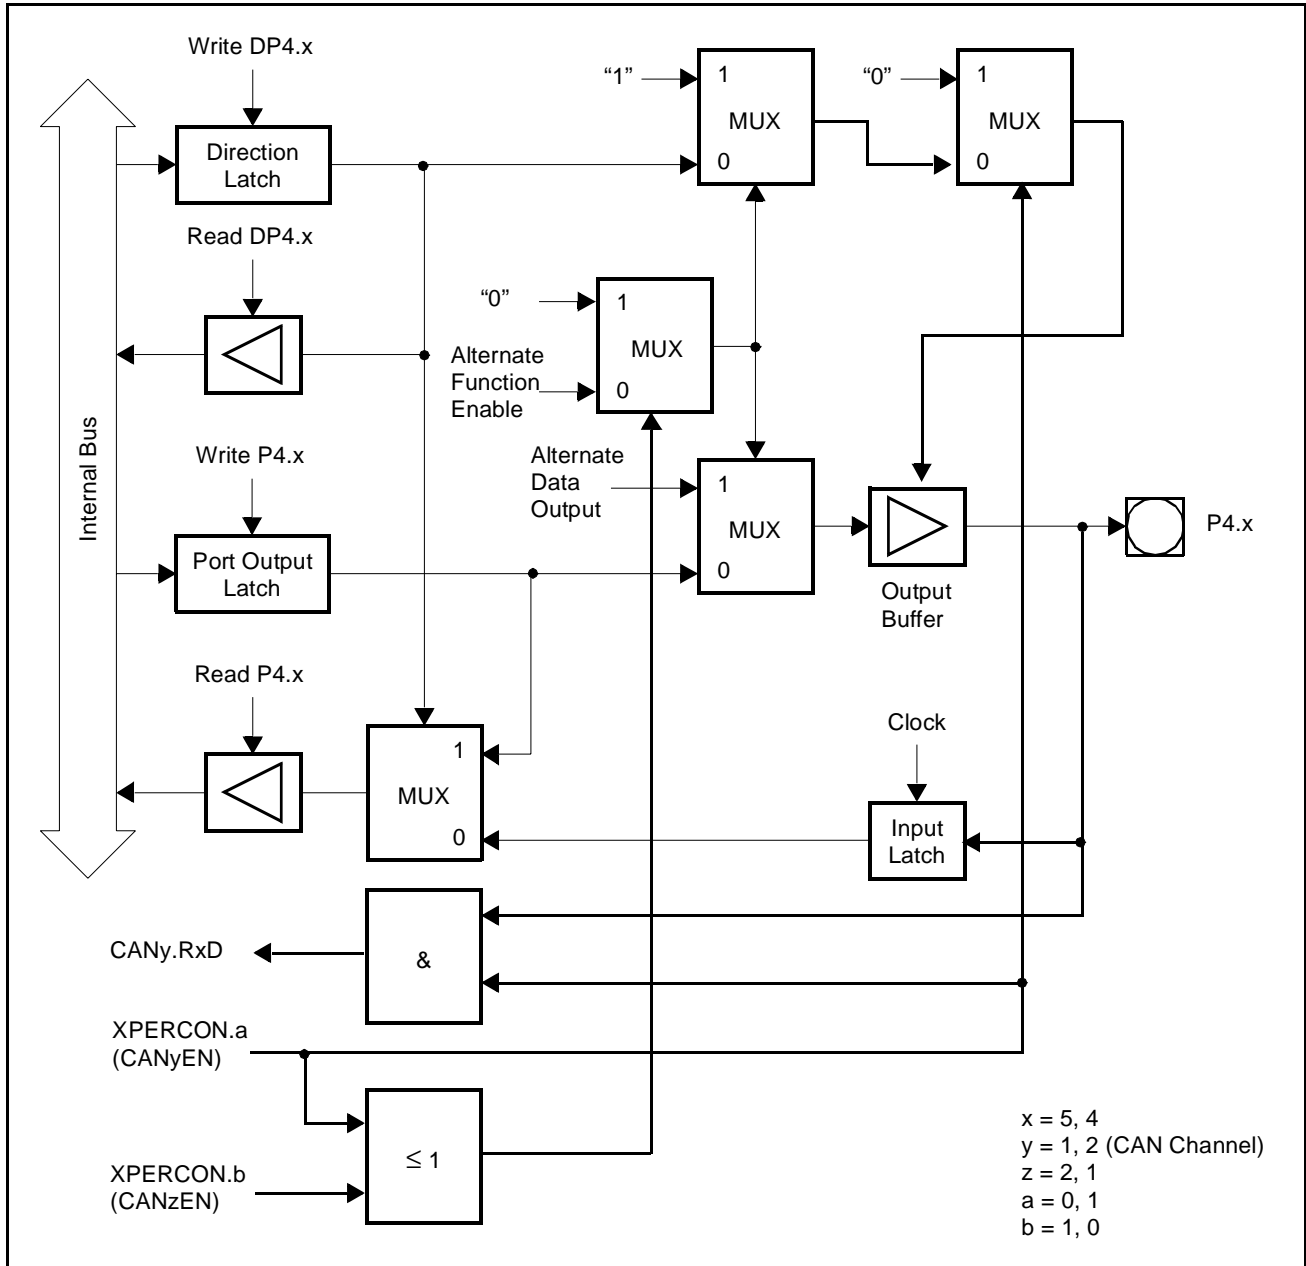 Write DP4.x
Direction
Latch
Read DP4.x
Internal Bus
Write P4.x
Port Output
Latch
Read P4.x
“1”
1
MUX
0
“0”
1
MUX
0
“0”
1
MUX
0
Alternate
Function
Enable
Alternate
Data
Output
1
MUX
0
Output
Buffer
P4.x
1
MUX
0
Clock
Input
Latch
CANy.RxD
&
XPERCON.a
(CANyEN)
≤ 1
XPERCON.b
(CANzEN)
x = 5, 4
y = 1, 2 (CAN Channel)
z = 2, 1
a = 0, 1
b = 1, 0